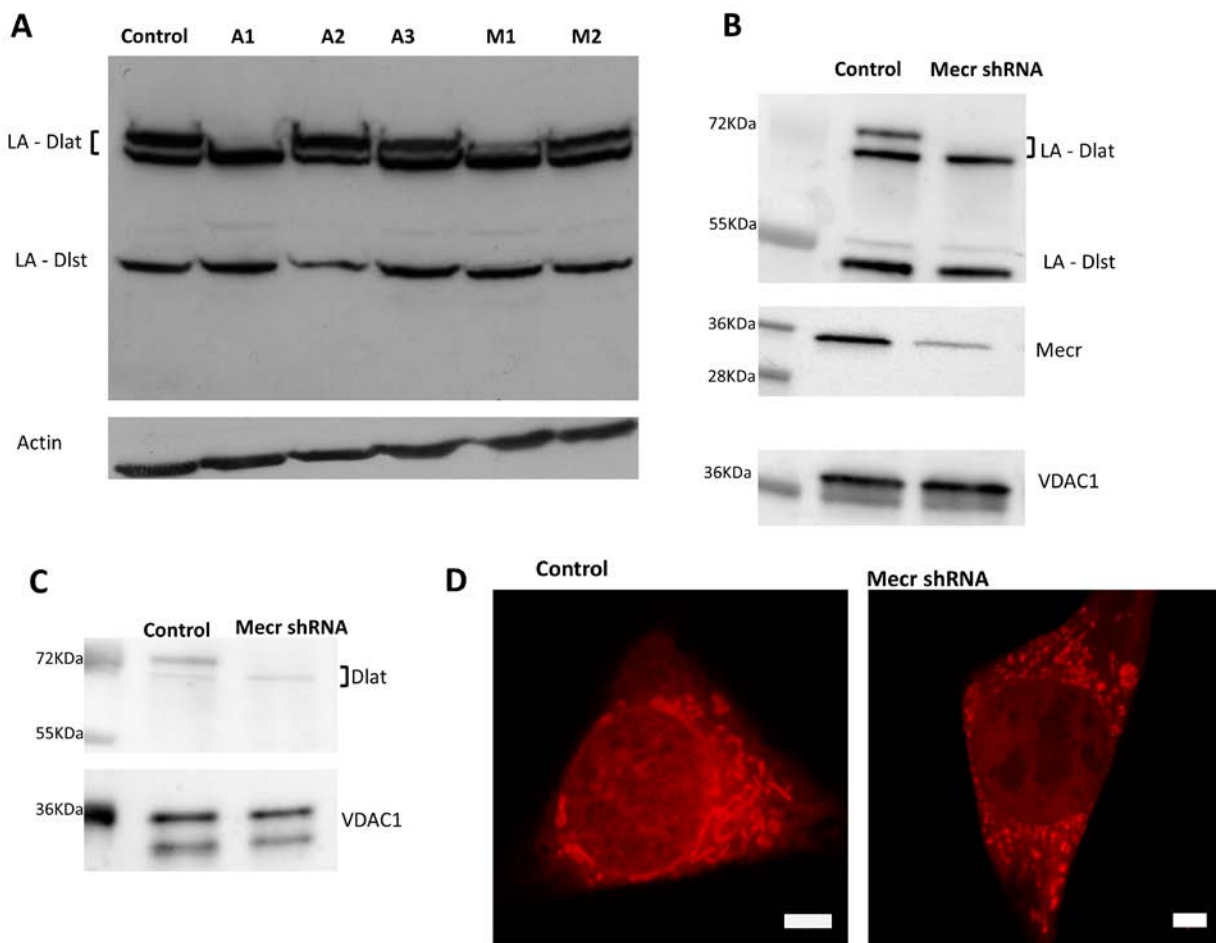 A
Control A1 A2 A3 M1 M2
LA - Dlat
LA - Dlst
Actin
B
Control Mecr shRNA
72KDa
LA - Dlat
55KDa
LA - Dlst
36KDa
Mecr
28KDa
36KDa
VDAC1
C
Control Mecr shRNA
72KDa
Dlat
55KDa
36KDa
VDAC1
D
Control
Mecr shRNA